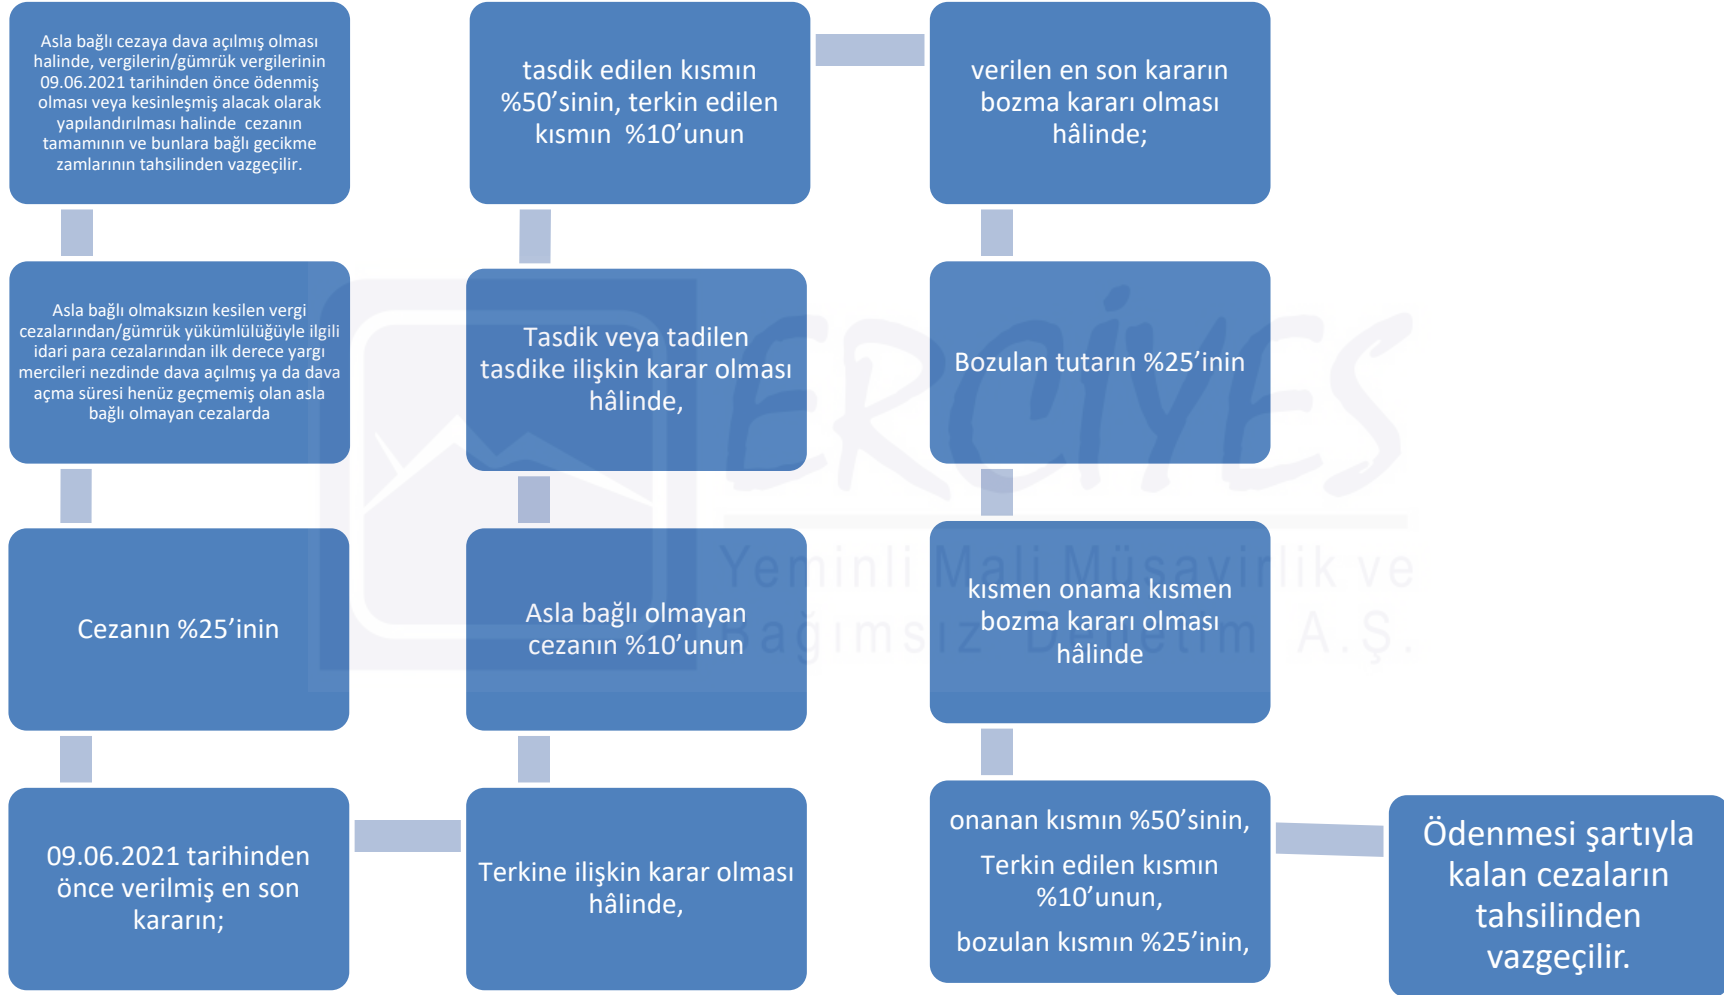 Asla bağlı cezaya dava açılmış olması
halinde, vergilerin/gümrük vergilerinin
09.06.2021 tarihinden önce ödenmiş
olması veya kesinleşmiş alacak olarak
yapılandırılması halinde cezanın
tamamının ve bunlara bağlı gecikme
zamlarının tahsilinden vazgeçilir.
Asla bağlı olmaksızın kesilen vergi
cezalarından/gümrük yükümlülüğüyle ilgili
idari para cezalarından ilk derece yargı
mercileri nezdinde dava açılmış ya da dava
açma süresi henüz geçmemiş olan asla
bağlı olmayan cezalarda
Cezanın %25’inin
09.06.2021 tarihinden
önce verilmiş en son
kararın;
Terkine ilişkin karar olması
hâlinde,
Asla bağlı olmayan
cezanın %10’unun
Tasdik veya tadilen
tasdike ilişkin karar olması
hâlinde,
tasdik edilen kısmın
%50’sinin, terkin edilen
kısmın %10’unun
verilen en son kararın
bozma kararı olması
hâlinde;
Bozulan tutarın %25’inin
kısmen onama kısmen
bozma kararı olması
hâlinde
onanan kısmın %50’sinin,
Terkin edilen kısmın
%10’unun,
bozulan kısmın %25’inin,
Ödenmesi şartıyla
kalan cezaların
tahsilinden
vazgeçilir.
ERCİYES
Yeminli Mali Müşavirlik ve
Bağımsız Denetim A.Ş.